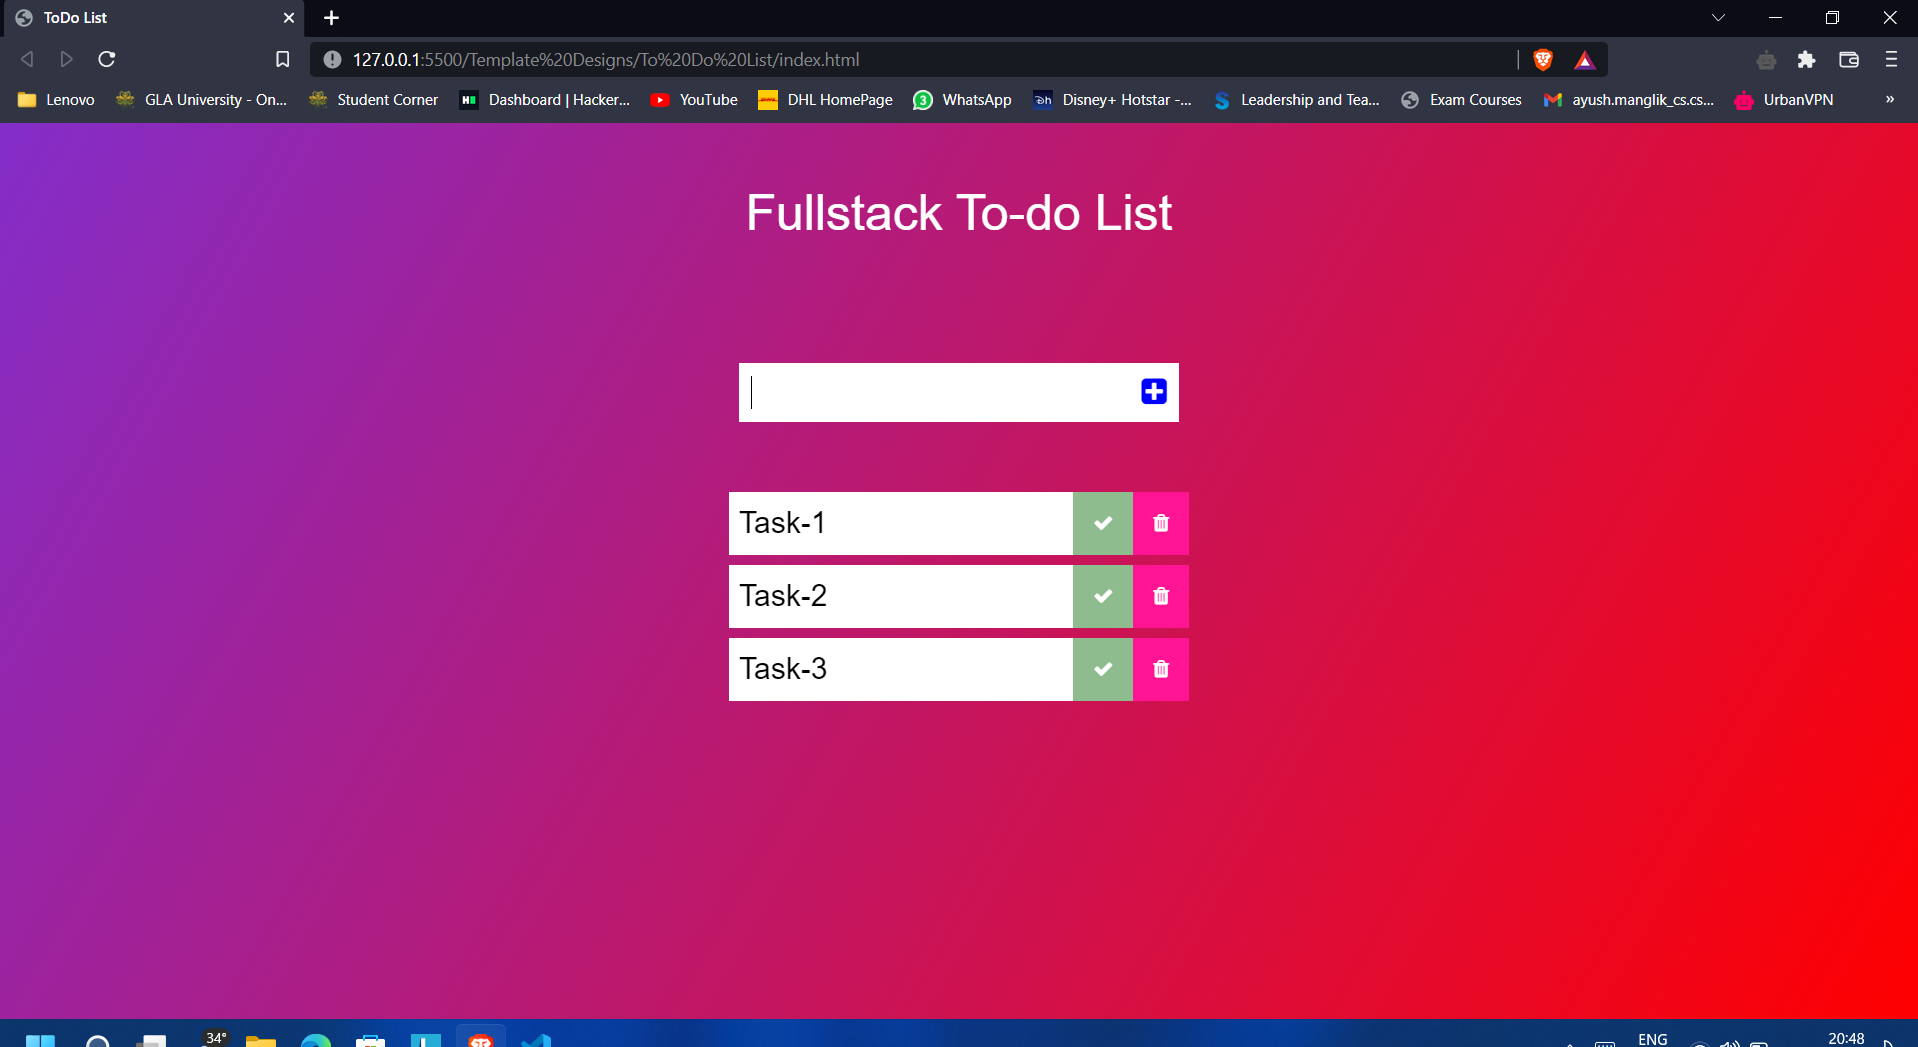 ToDo List
127.0.0.1:5500/Template%20Designs/To%20Do%20List/index.html
Lenovo GLA University - On... Student Corner Dashboard | Hacker... YouTube DHL HomePage WhatsApp Disney+ Hotstar -... Leadership and Tea... Exam Courses ayush.manglik_cs.cs... UrbanVPN »
Fullstack To-do List
Task-1
Task-2
Task-3
34° ENG 20:48